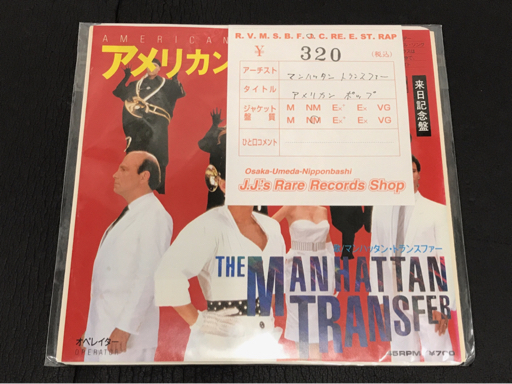 AMERICAN
アメリカン
来日記念盤
R. V. M. S. B. F. J. C. RE. E. ST. RAP
¥ 320 (税込)
アーチスト マンハッタン トランスファー
タイトル アメリカン ポップ
ジャケット M NM E=⁺ E= VG
盤質 M NM E=⁺ E= VG
ひと口コメント
Osaka-Umeda-Nipponbashi
J.J.'s Rare Records Shop
マンハッタン・トランスファー
THE MANHATTAN TRANSFER
オペレイター
OPERATOR
45RPM ¥700